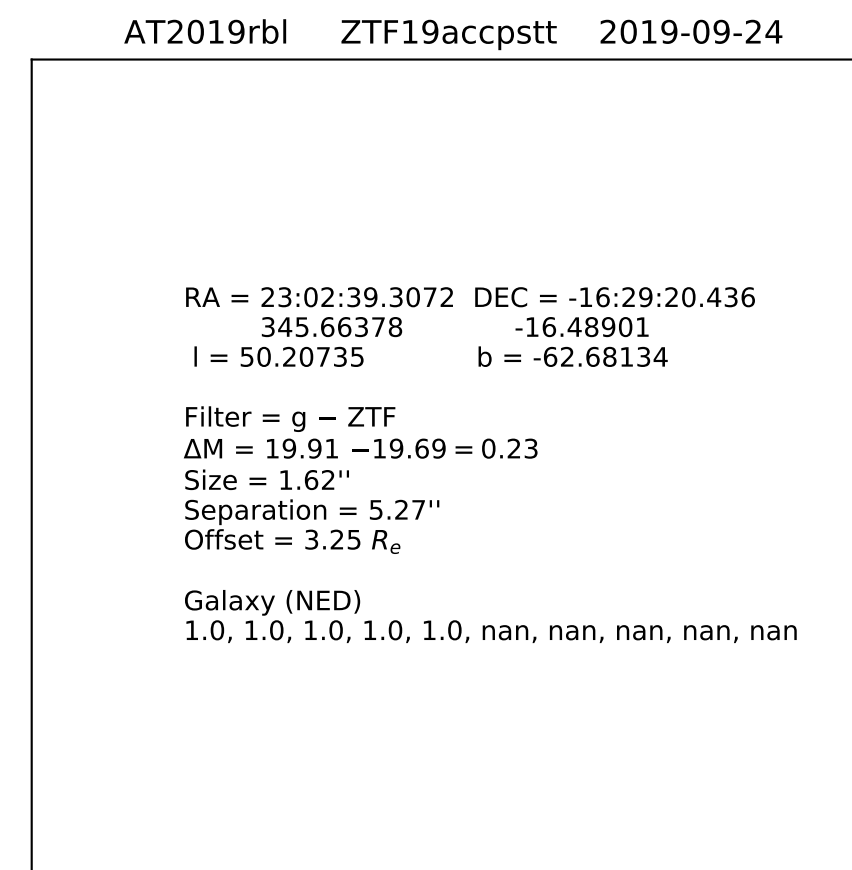 AT2019rbl ZTF19accpstt 2019-09-24
RA = 23:02:39.3072 DEC = -16:29:20.436
345.66378 -16.48901
l = 50.20735 b = -62.68134
Filter = g − ZTF
ΔM = 19.91 −19.69 = 0.23
Size = 1.62''
Separation = 5.27''
Offset = 3.25 Re
Galaxy (NED)
1.0, 1.0, 1.0, 1.0, 1.0, nan, nan, nan, nan, nan